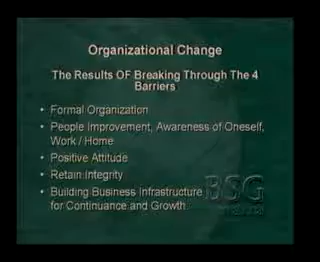 Organizational Change
The Results OF Breaking Through The 4
Barriers
• Formal Organization
• People Improvement, Awareness of Oneself,
Work / Home
• Positive Attitude
• Retain Integrity
• Building Business Infrastructure
for Continuance and Growth
BSG